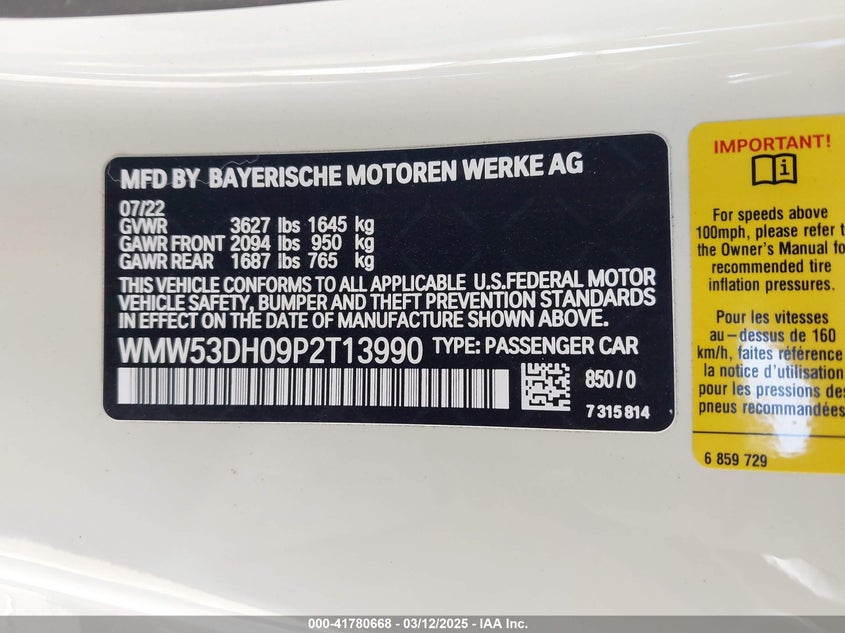 MFD BY BAYERISCHE MOTOREN WERKE AG
07/22
GVWR 3627 lbs 1645 kg
GAWR FRONT 2094 lbs 950 kg
GAWR REAR 1687 lbs 765 kg
THIS VEHICLE CONFORMS TO ALL APPLICABLE U.S.FEDERAL MOTOR
VEHICLE SAFETY, BUMPER AND THEFT PREVENTION STANDARDS
IN EFFECT ON THE DATE OF MANUFACTURE SHOWN ABOVE.
WMW53DH09P2T13990 TYPE: PASSENGER CAR
850/0
7 315 814
IMPORTANT!
For speeds above
100mph, please refer t
the Owner's Manual fo
recommended tire
inflation pressures.
Pour les vitesses
au-dessus de 160
km/h, faites référence
la notice d'utilisation
pour les pressions des
pneus recommandées
6 859 729
000-41780668 - 03/12/2025 - IAA Inc.